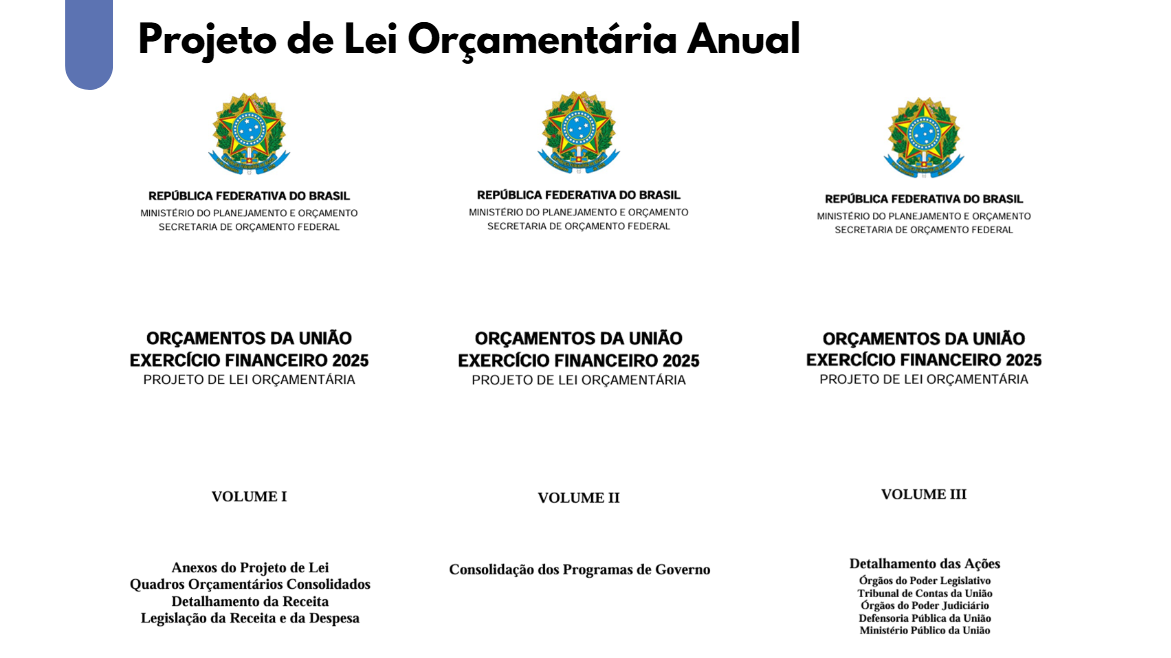 Projeto de Lei Orçamentária Anual
REPÚBLICA FEDERATIVA DO BRASIL
MINISTÉRIO DO PLANEJAMENTO E ORÇAMENTO
SECRETARIA DE ORÇAMENTO FEDERAL
ORÇAMENTOS DA UNIÃO
EXERCÍCIO FINANCEIRO 2025
PROJETO DE LEI ORÇAMENTÁRIA
VOLUME I
Anexos do Projeto de Lei
Quadros Orçamentários Consolidados
Detalhamento da Receita
Legislação da Receita e da Despesa
REPÚBLICA FEDERATIVA DO BRASIL
MINISTÉRIO DO PLANEJAMENTO E ORÇAMENTO
SECRETARIA DE ORÇAMENTO FEDERAL
ORÇAMENTOS DA UNIÃO
EXERCÍCIO FINANCEIRO 2025
PROJETO DE LEI ORÇAMENTÁRIA
VOLUME II
Consolidação dos Programas de Governo
REPÚBLICA FEDERATIVA DO BRASIL
MINISTÉRIO DO PLANEJAMENTO E ORÇAMENTO
SECRETARIA DE ORÇAMENTO FEDERAL
ORÇAMENTOS DA UNIÃO
EXERCÍCIO FINANCEIRO 2025
PROJETO DE LEI ORÇAMENTÁRIA
VOLUME III
Detalhamento das Ações
Órgãos do Poder Legislativo
Tribunal de Contas da União
Órgãos do Poder Judiciário
Defensoria Pública da União
Ministério Público da União